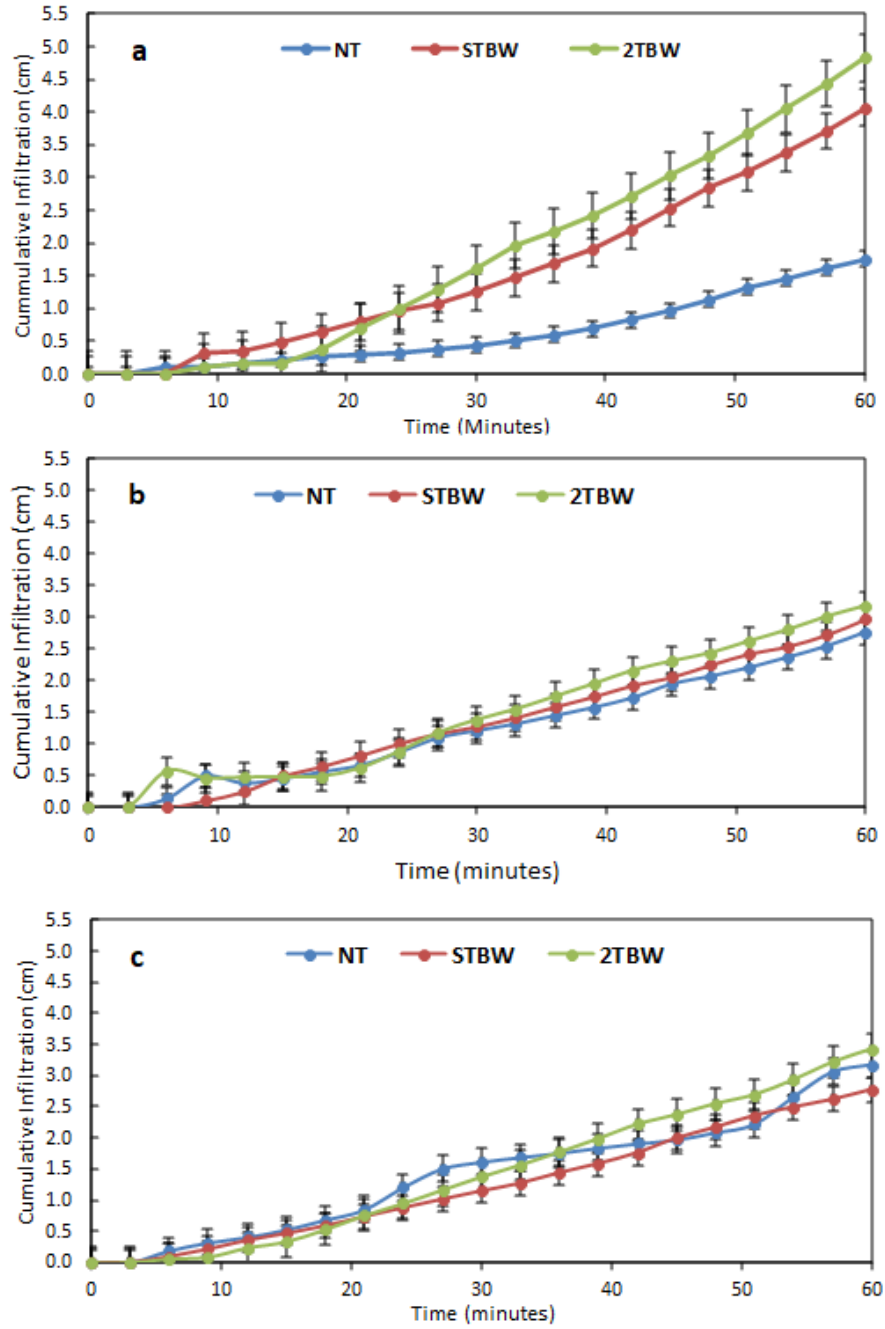 a
NT STBW 2TBW
Cummulative Infiltration (cm)
5.5
5.0
4.5
4.0
3.5
3.0
2.5
2.0
1.5
1.0
0.5
0.0
0 10 20 30 40 50 60
Time (Minutes)
b
NT STBW 2TBW
Cumulative Infiltration (cm)
5.5
5.0
4.5
4.0
3.5
3.0
2.5
2.0
1.5
1.0
0.5
0.0
0 10 20 30 40 50 60
Time (minutes)
c
NT STBW 2TBW
Cumulative Infiltration (cm)
5.5
5.0
4.5
4.0
3.5
3.0
2.5
2.0
1.5
1.0
0.5
0.0
0 10 20 30 40 50 60
Time (minutes)